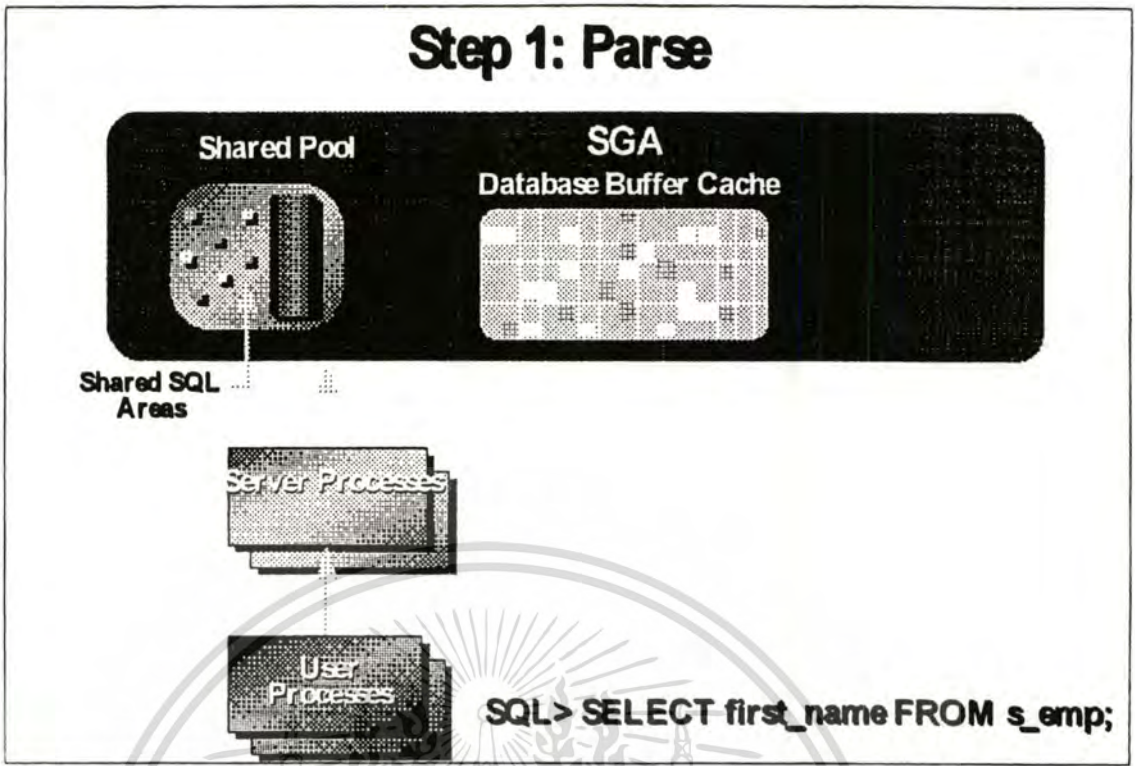 Step 1: Parse
Shared Pool
SGA
Database Buffer Cache
Shared SQL
Areas
Server Processes
User
Processes
SQL> SELECT first_name FROM s_emp;